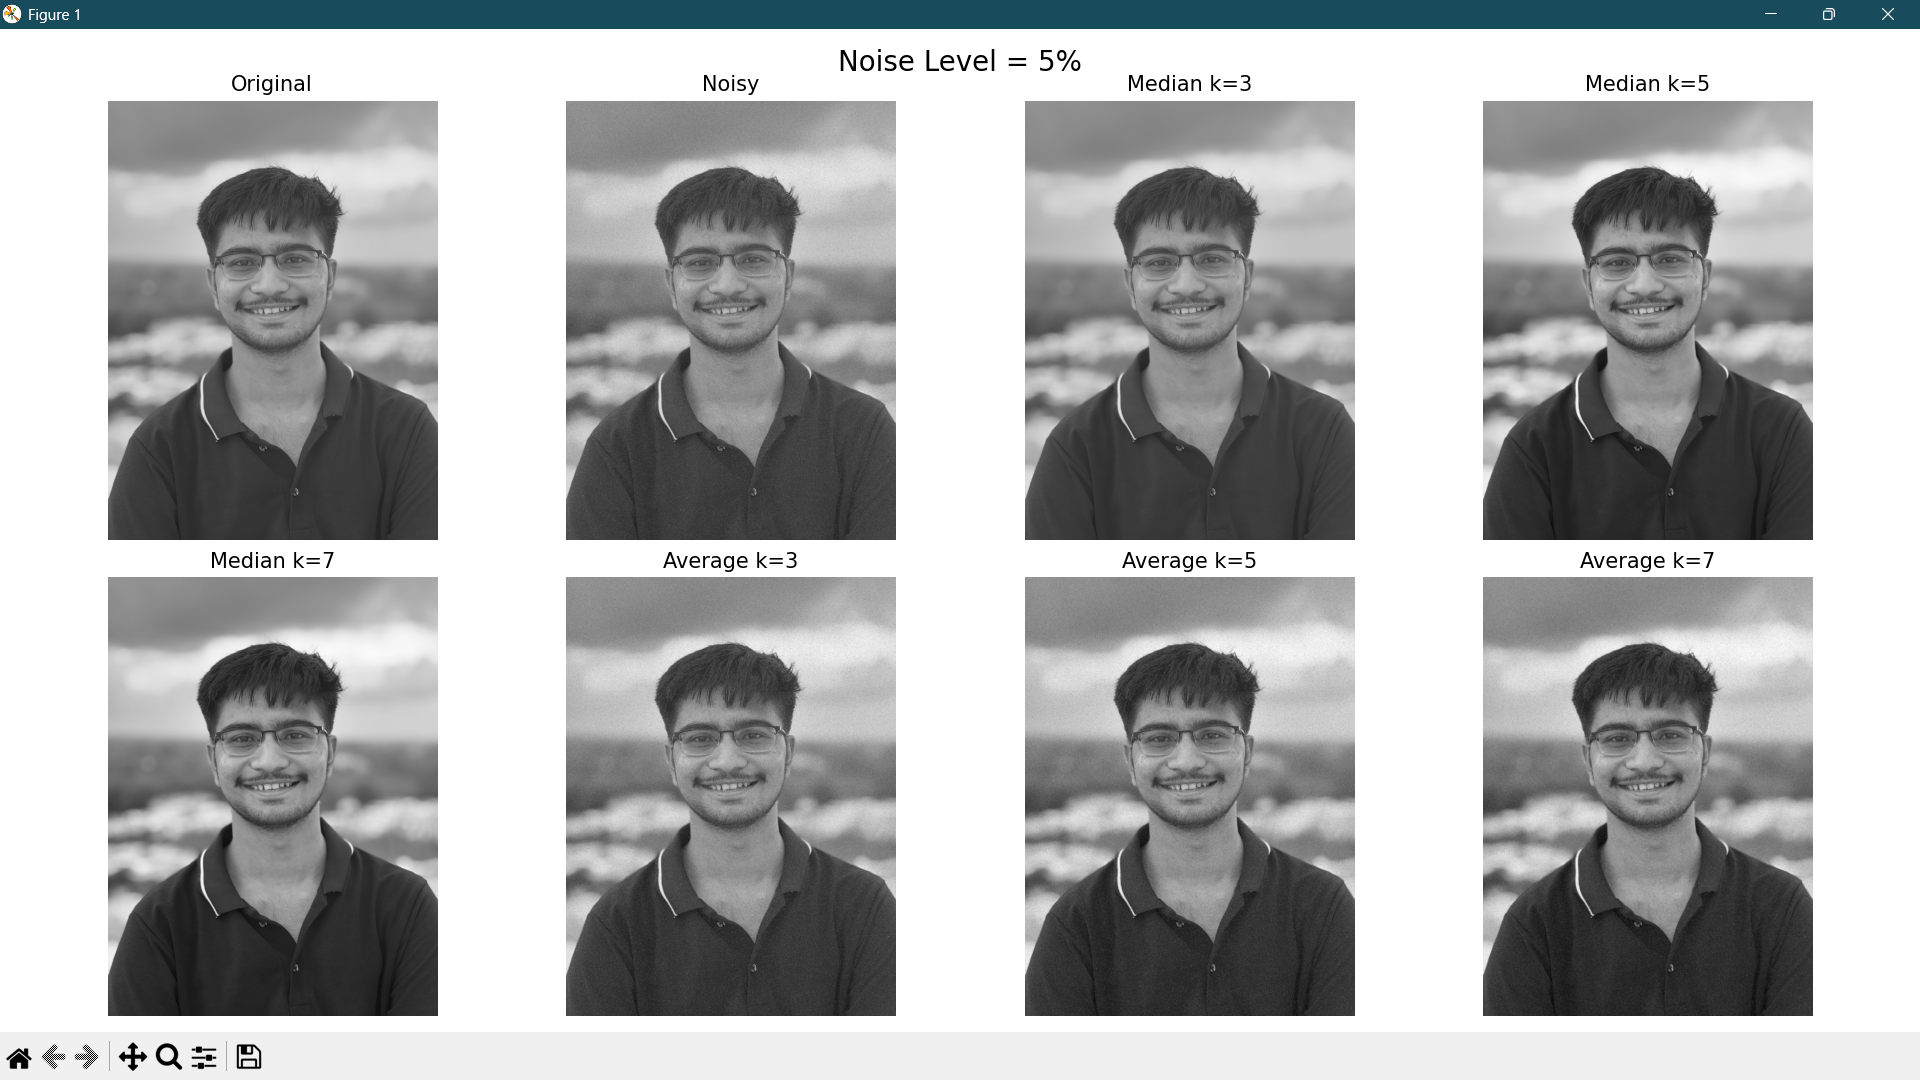 Figure 1
Noise Level = 5%
Original
Noisy
Median k=3
Median k=5
Median k=7
Average k=3
Average k=5
Average k=7